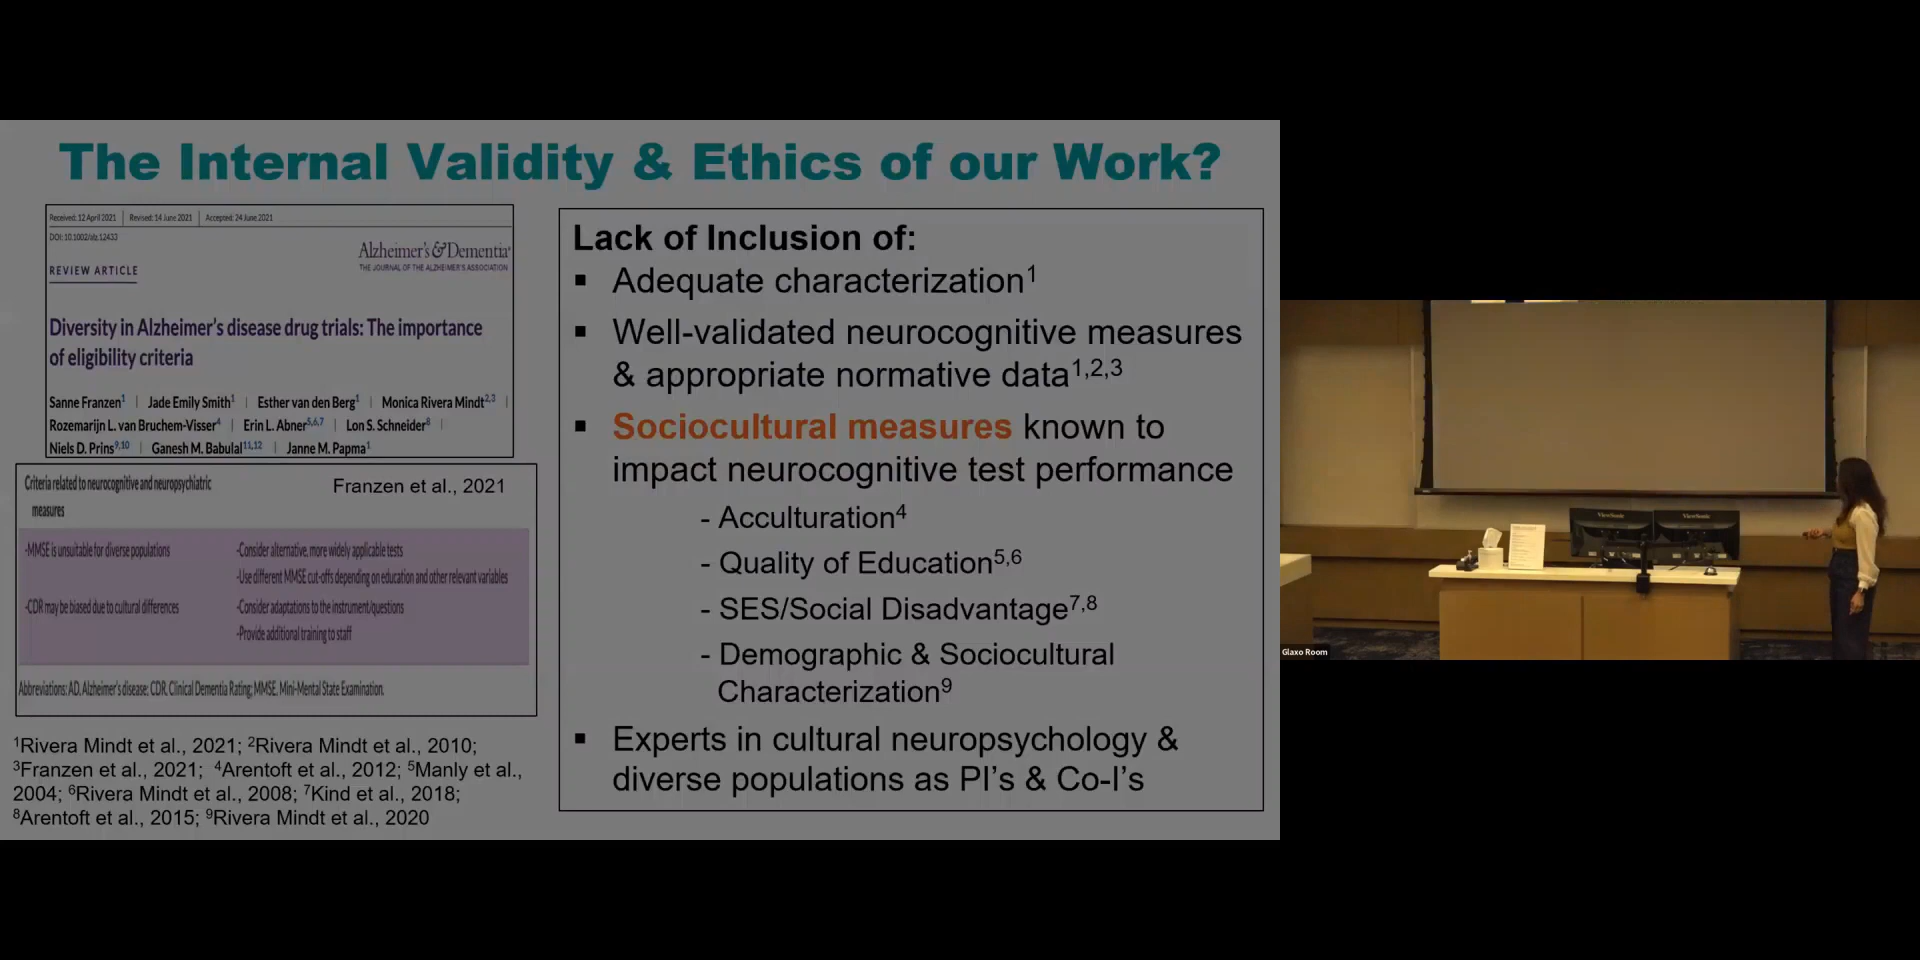 The Internal Validity & Ethics of our Work?
Received: 12 April 2021 | Revised: 14 June 2021 | Accepted: 24 June 2021
DOI: 10.1002/alz.12433
Alzheimer's & Dementia®
THE JOURNAL OF THE ALZHEIMER'S ASSOCIATION
REVIEW ARTICLE
Diversity in Alzheimer's disease drug trials: The importance
of eligibility criteria
Sanne Franzen1 | Jade Emily Smith1 | Esther van den Berg1 | Monica Rivera Mindt2,3 |
Rozemarijn L. van Bruchem-Visser4 | Erin L. Abner5,6,7 | Lon S. Schneider8 |
Niels D. Prins9,10 | Ganesh M. Babulal11,12 | Janne M. Papma1
Criteria related to neurocognitive and neuropsychiatric
measures
Franzen et al., 2021
-MMSE is unsuitable for diverse populations
-Consider alternative, more widely applicable tests
-Use different MMSE cut-offs depending on education and other relevant variables
-CDR may be biased due to cultural differences
-Consider adaptations to the instrument/questions
-Provide additional training to staff
Abbreviations: AD, Alzheimer's disease; CDR, Clinical Dementia Rating; MMSE, Mini-Mental State Examination.
1Rivera Mindt et al., 2021; 2Rivera Mindt et al., 2010;
3Franzen et al., 2021; 4Arentoft et al., 2012; 5Manly et al.,
2004; 6Rivera Mindt et al., 2008; 7Kind et al., 2018;
8Arentoft et al., 2015; 9Rivera Mindt et al., 2020
Lack of Inclusion of:
▪ Adequate characterization1
▪ Well-validated neurocognitive measures
& appropriate normative data1,2,3
▪ Sociocultural measures known to
impact neurocognitive test performance
- Acculturation4
- Quality of Education5,6
- SES/Social Disadvantage7,8
- Demographic & Sociocultural
Characterization9
▪ Experts in cultural neuropsychology &
diverse populations as PI's & Co-I's
ViewSonic
ViewSonic
Glaxo Room